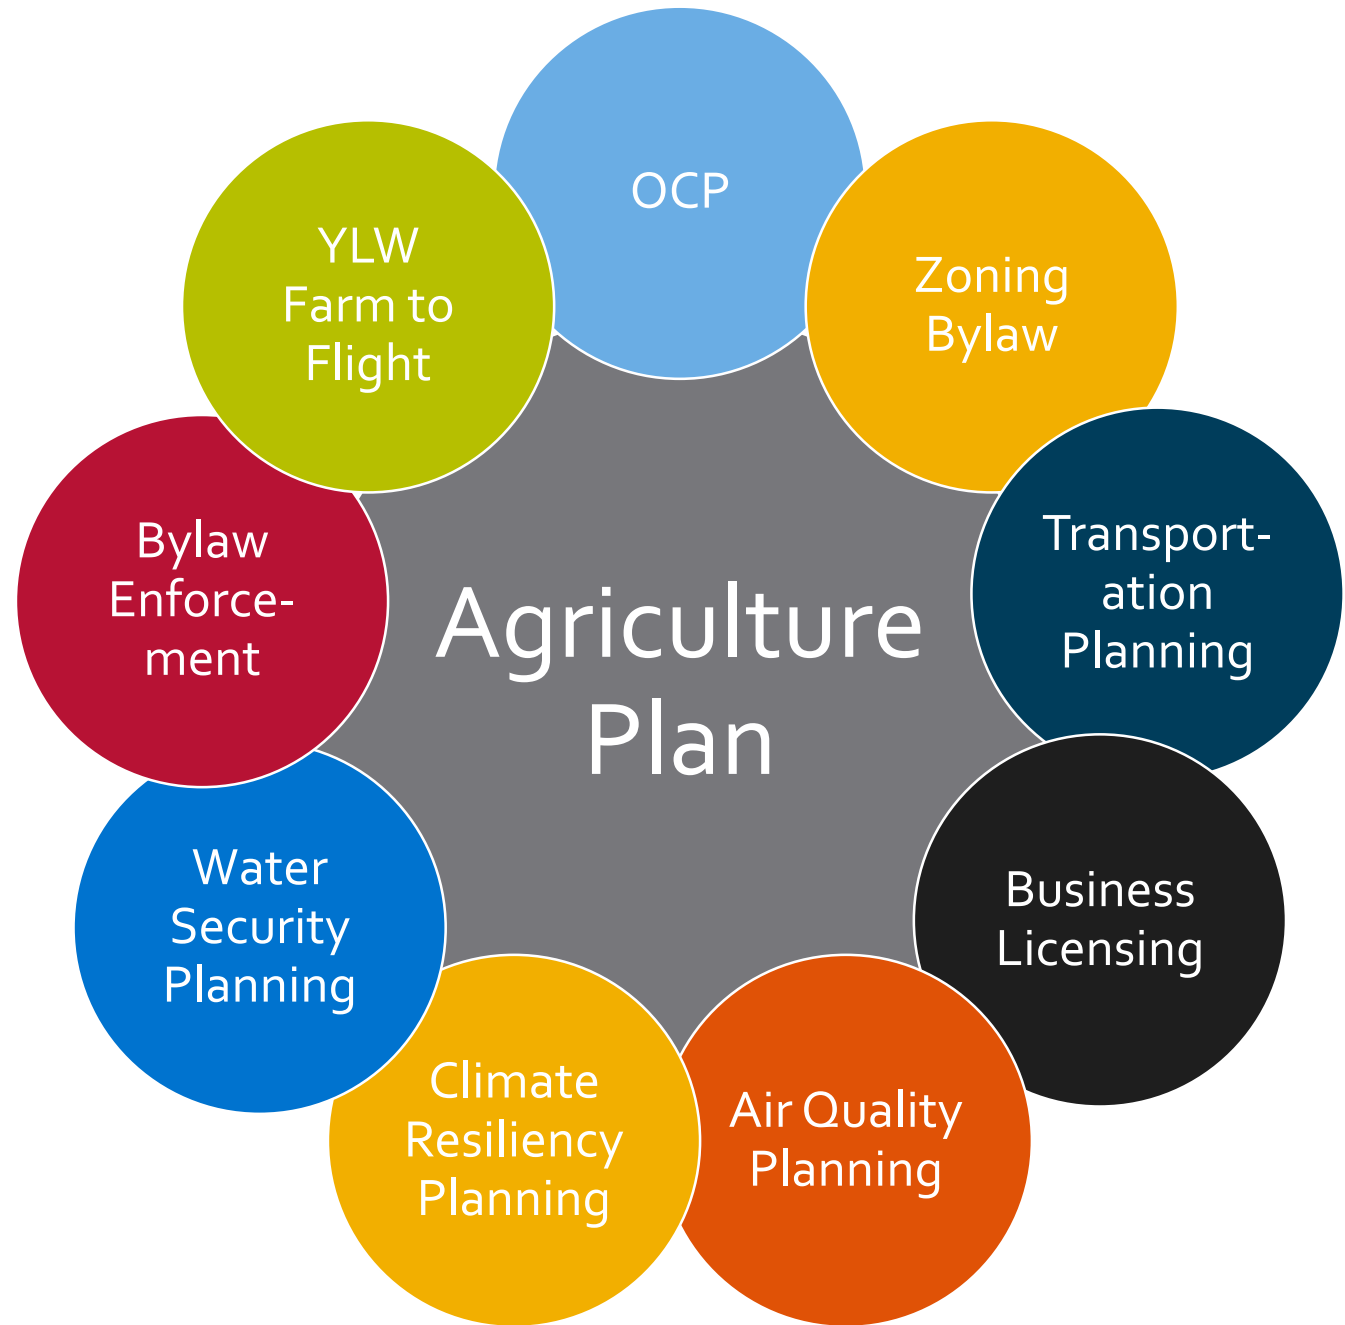 OCP
Zoning
Bylaw
Transport-
ation
Planning
Business
Licensing
Air Quality
Planning
Climate
Resiliency
Planning
Water
Security
Planning
Bylaw
Enforce-
ment
YLW
Farm to
Flight
Agriculture
Plan